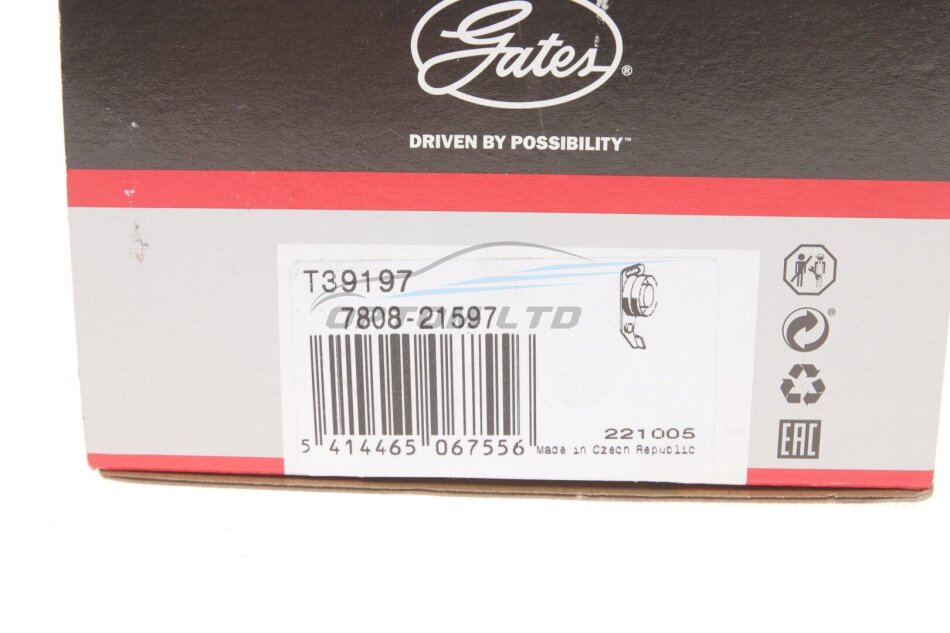 Gates®
DRIVEN BY POSSIBILITY™
T39197
7808-21597
5 414465 067556
221005
Made in Czech Republic
®
EAC